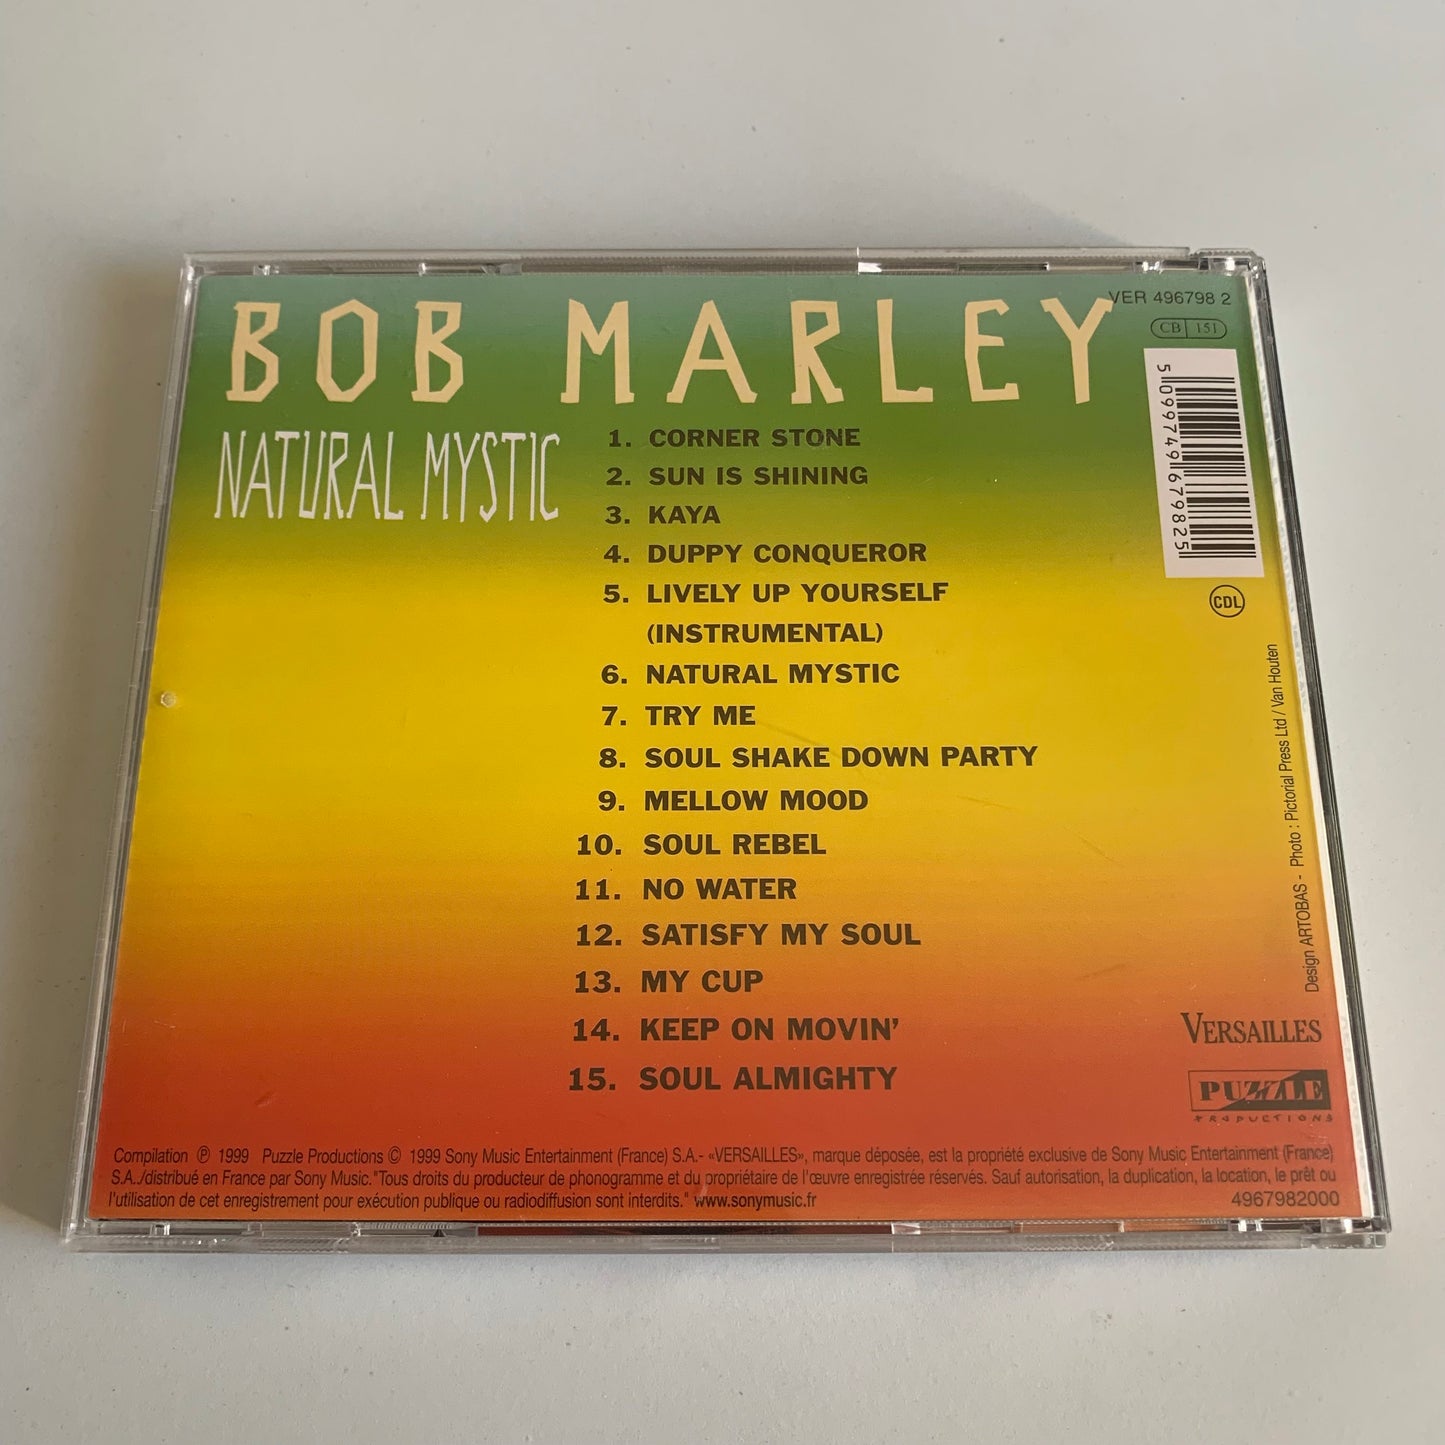 BOB MARLEY
VER 496798 2
CB 151
NATURAL MYSTIC
5 099749 679825
CDL
1. CORNER STONE
2. SUN IS SHINING
3. KAYA
4. DUPPY CONQUEROR
5. LIVELY UP YOURSELF
(INSTRUMENTAL)
6. NATURAL MYSTIC
7. TRY ME
8. SOUL SHAKE DOWN PARTY
9. MELLOW MOOD
10. SOUL REBEL
11. NO WATER
12. SATISFY MY SOUL
13. MY CUP
14. KEEP ON MOVIN'
15. SOUL ALMIGHTY
Design ARTOBAS - Photo : Pictorial Press Ltd / Van Houten
VERSAILLES
PUZZLE
PRODUCTIONS
Compilation ℗ 1999 Puzzle Productions © 1999 Sony Music Entertainment (France) S.A.- «VERSAILLES», marque déposée, est la propriété exclusive de Sony Music Entertainment (France)
S.A./distribué en France par Sony Music."Tous droits du producteur de phonogramme et du propriétaire de l'œuvre enregistrée réservés. Sauf autorisation, la duplication, la location, le prêt ou
l'utilisation de cet enregistrement pour exécution publique ou radiodiffusion sont interdits." www.sonymusic.fr
4967982000